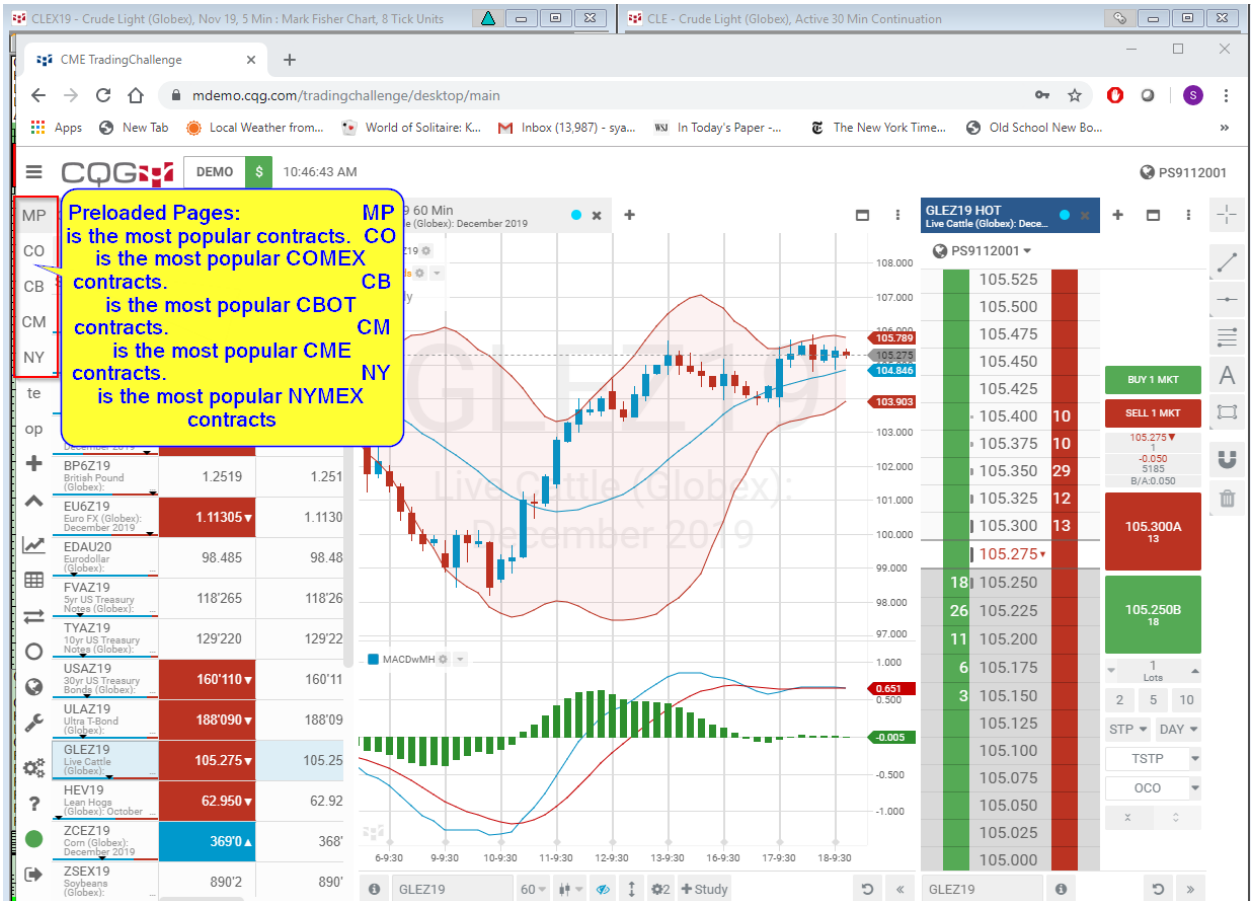 CLEX19 - Crude Light (Globex), Nov 19, 5 Min : Mark Fisher Chart, 8 Tick Units
CLE - Crude Light (Globex), Active 30 Min Continuation
CME TradingChallenge
mdemo.cqg.com/tradingchallenge/desktop/main
Apps New Tab Local Weather from... World of Solitaire: K... Inbox (13,987) - sya... WSJ In Today's Paper -... The New York Time... Old School New Bo... »
CQG DEMO $ 10:46:43 AM
PS9112001
MP
CO
CB
CM
NY
te
op
Preloaded Pages: MP
is the most popular contracts. CO
is the most popular COMEX
contracts. CB
is the most popular CBOT
contracts. CM
is the most popular CME
contracts. NY
is the most popular NYMEX
contracts
December 2019
BP6Z19
British Pound
(Globex): ...
1.2519 1.251
EU6Z19
Euro FX (Globex):
December 2019
1.11305▼ 1.1130
EDAU20
Eurodollar
(Globex): ...
98.485 98.48
FVAZ19
5yr US Treasury
Notes (Globex): ...
118'265 118'26
TYAZ19
10yr US Treasury
Notes (Globex): ...
129'220 129'22
USAZ19
30yr US Treasury
Bonds (Globex): ...
160'110▼ 160'11
ULAZ19
Ultra T-Bond
(Globex): ...
188'090▼ 188'09
GLEZ19
Live Cattle
(Globex): ...
105.275▼ 105.25
HEV19
Lean Hogs
(Globex): October ...
62.950▼ 62.92
ZCEZ19
Corn (Globex):
December 2019
369'0▲ 368'
ZSEX19
Soybeans
(Globex): ...
890'2 890'
9 60 Min
e (Globex): December 2019
Z19
GLEZ19
Live Cattle (Globex):
December 2019
108.000
107.000
106.000
105.789
105.275
104.846
103.903
103.000
102.000
101.000
100.000
99.000
98.000
97.000
MACDwMH
1.000
0.651
0.500
-0.005
-0.500
-1.000
6-9:30 9-9:30 10-9:30 11-9:30 12-9:30 13-9:30 16-9:30 17-9:30 18-9:30
GLEZ19 60 2 + Study «
GLEZ19 HOT
Live Cattle (Globex): Dece...
PS9112001
105.525
105.500
105.475
105.450
105.425
105.400 10
105.375 10
105.350 29
105.325 12
105.300 13
105.275▼
18 105.250
26 105.225
11 105.200
6 105.175
3 105.150
105.125
105.100
105.075
105.050
105.025
105.000
GLEZ19 »
BUY 1 MKT
SELL 1 MKT
105.275▼
1
-0.050
5185
B/A:0.050
105.300A
13
105.250B
18
1
Lots
2 5 10
STP DAY
TSTP
OCO
A